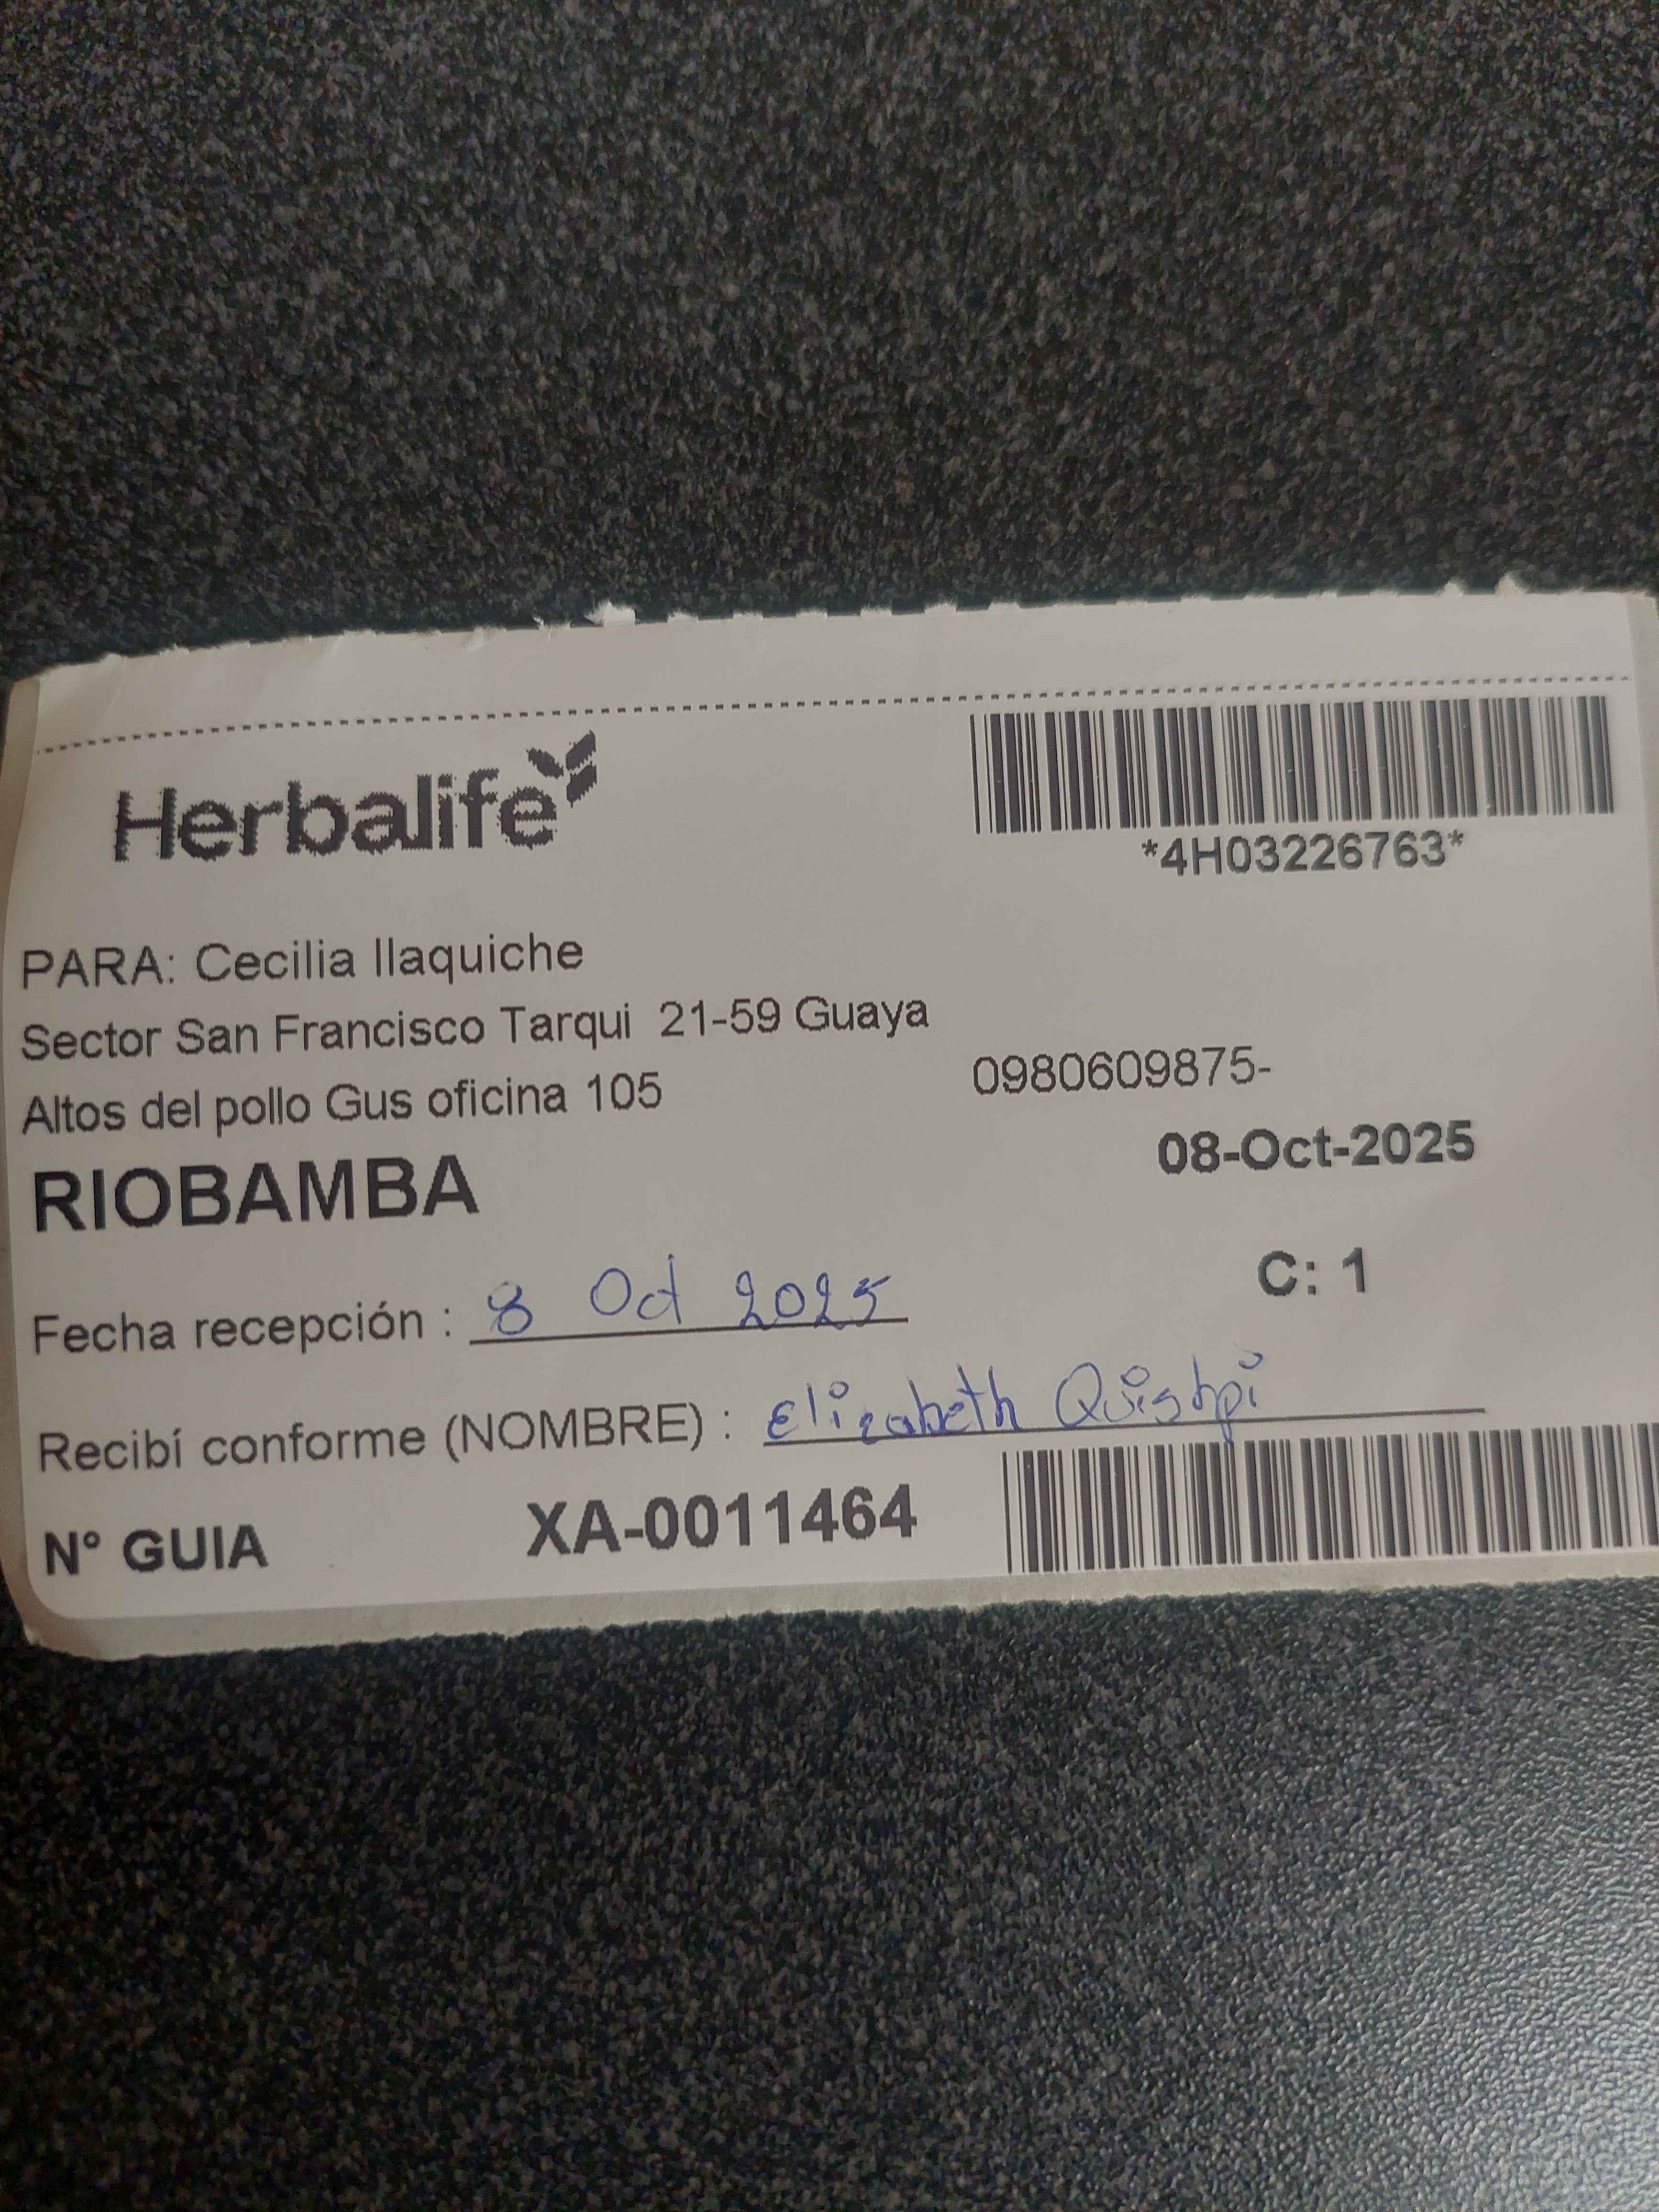 Herbalife
*4H03226763*
PARA: Cecilia llaquiche
Sector San Francisco Tarqui 21-59 Guaya
Altos del pollo Gus oficina 105
0980609875-
RIOBAMBA
08-Oct-2025
C: 1
Fecha recepción : 8 Oct 2025
Recibí conforme (NOMBRE) : Elizabeth Quishpi
N° GUIA XA-0011464